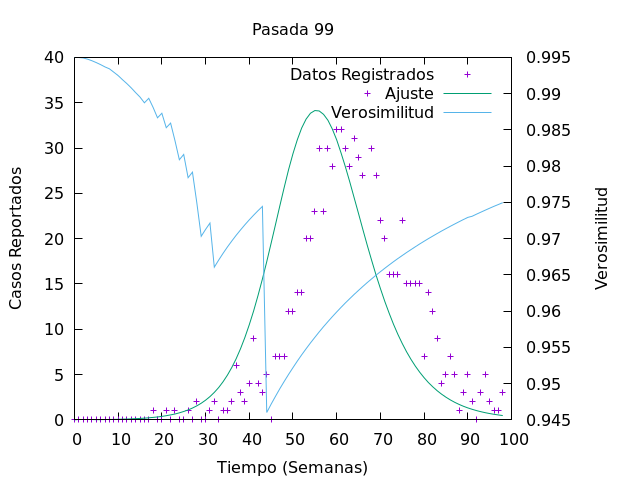 Pasada 99
40 0.995
Datos Registrados
35 0.99
Ajuste
Verosimilitud
30 0.985
25 0.98
20 0.975
15 0.97
10 0.965
5 0.96
0 0.955
0.95
0.945
Casos Reportados
Verosimilitud
0 10 20 30 40 50 60 70 80 90 100
Tiempo (Semanas)